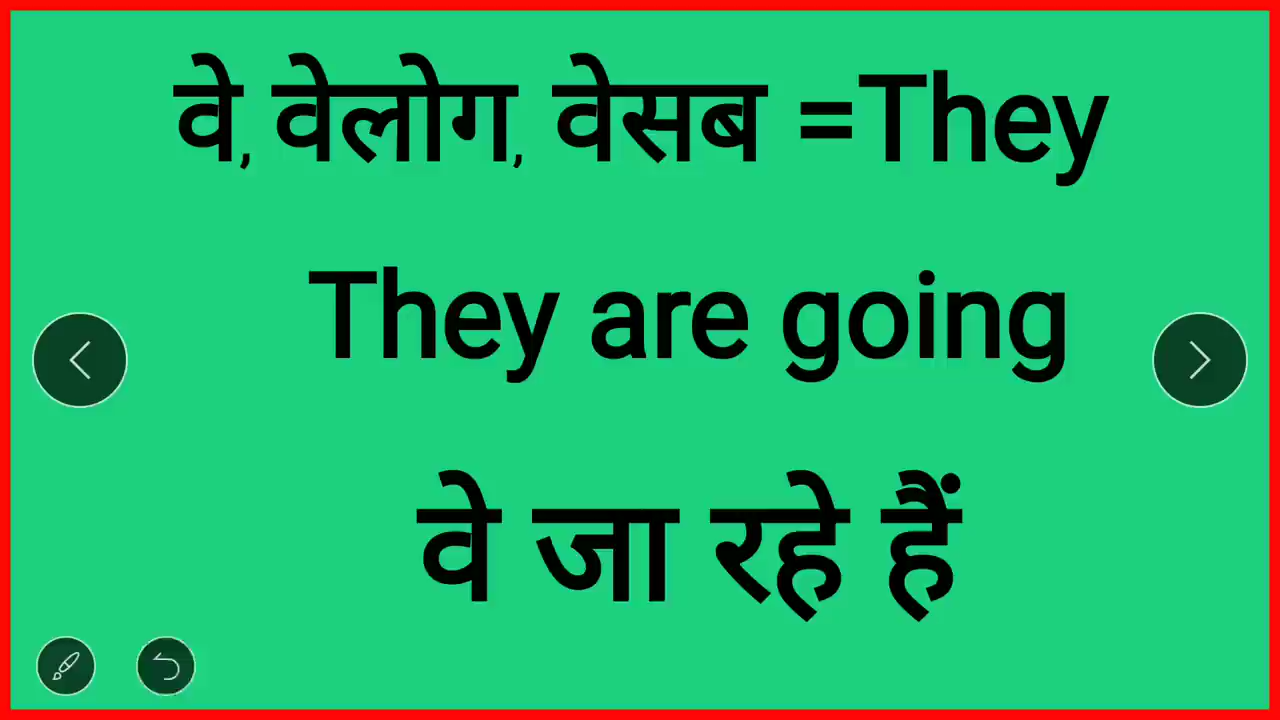 वे, वेलोग, वेसब =They
They are going
वे जा रहे हैं